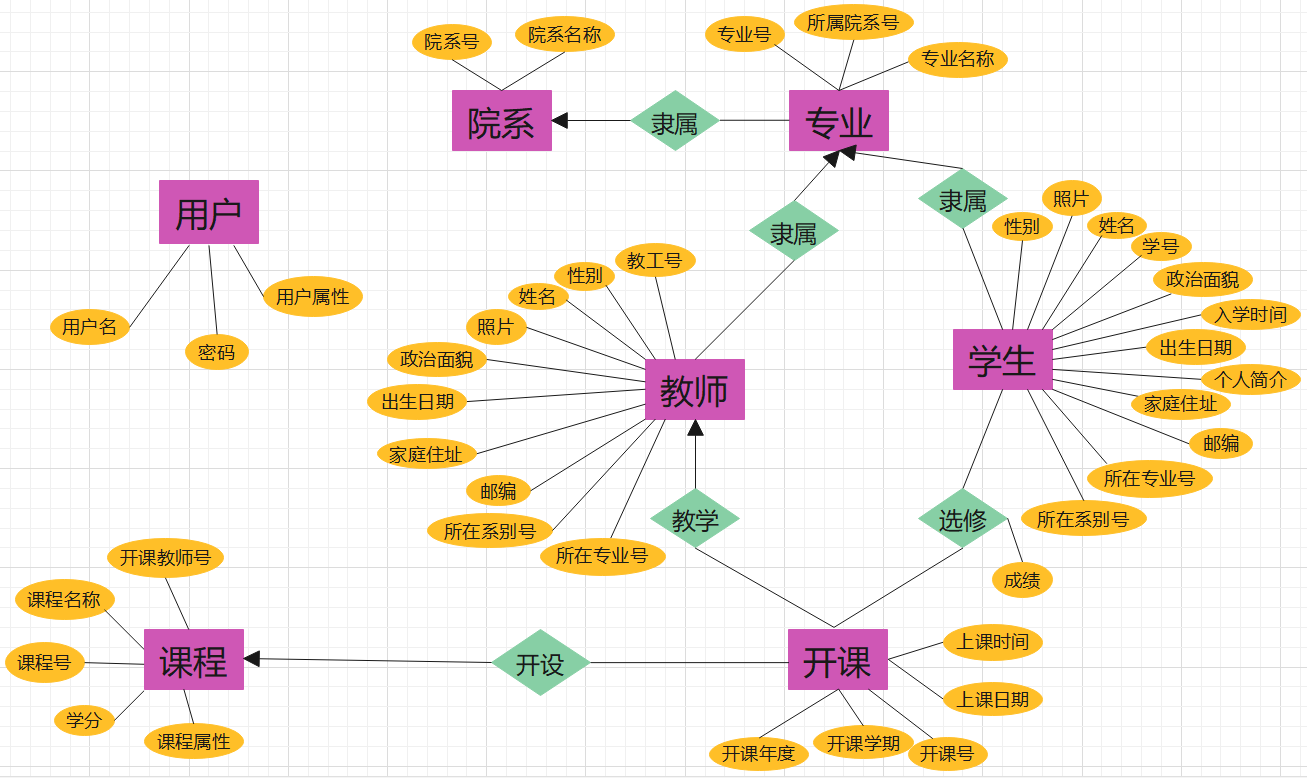 院系号
院系名称
专业号
所属院系号
专业名称
院系
隶属
专业
用户
用户名
密码
用户属性
隶属
隶属
教工号
性别
姓名
照片
政治面貌
出生日期
家庭住址
邮编
所在系别号
所在专业号
教师
性别
照片
姓名
学号
政治面貌
入学时间
出生日期
个人简介
家庭住址
邮编
所在专业号
所在系别号
学生
教学
选修
成绩
开课教师号
课程名称
课程号
学分
课程属性
课程
开设
开课
上课时间
上课日期
开课年度
开课学期
开课号